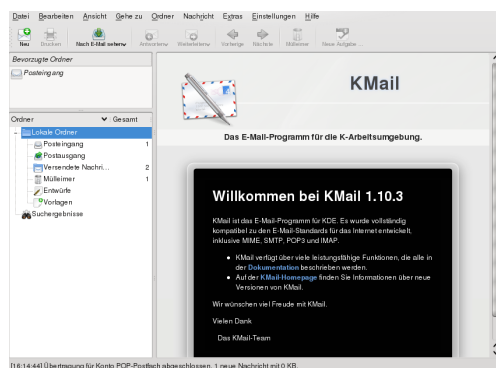 Datei Bearbeiten Ansicht Gehe zu Ordner Nachricht Extras Einstellungen Hilfe
Neu Drucken Nach E-Mail sehen Antworten Weiterleiten Vorherige Nächste Mülleimer Neue Aufgabe ...
Bevorzugte Ordner
Posteingang
Ordner Gesamt
Lokale Ordner
Posteingang 1
Postausgang
Versendete Nachri... 2
Mülleimer 1
Entwürfe
Vorlagen
Suchergebnisse
KMail
Das E-Mail-Programm für die K-Arbeitsumgebung.
Willkommen bei KMail 1.10.3
KMail ist das E-Mail-Programm für KDE. Es wurde vollständig
kompatibel zu den E-Mail-Standards für das Internet entwickelt,
inklusive MIME, SMTP, POP3 und IMAP.
• KMail verfügt über viele leistungsfähige Funktionen, die alle in
der Dokumentation beschrieben werden.
• Auf der KMail-Homepage finden Sie Informationen über neue
Versionen von KMail.
Wir wünschen viel Freude mit KMail.
Vielen Dank
Das KMail-Team
[16:14:44] Übertragung für Konto POP-Postfach abgeschlossen. 1 neue Nachricht mit 0 KB.